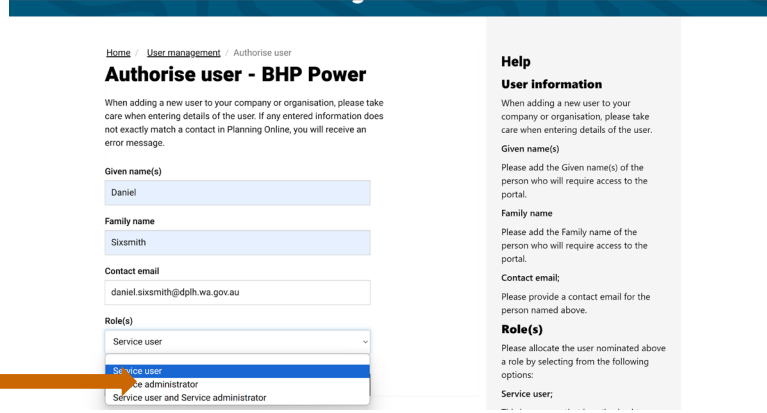 Home / User management / Authorise user
Authorise user - BHP Power
When adding a new user to your company or organisation, please take
care when entering details of the user. If any entered information does
not exactly match a contact in Planning Online, you will receive an
error message.
Given name(s)
Daniel
Family name
Sixsmith
Contact email
daniel.sixsmith@dplh.wa.gov.au
Role(s)
Service user
Service user
administrator
Service user and Service administrator
Help
User information
When adding a new user to your
company or organisation, please take
care when entering details of the user.
Given name(s)
Please add the Given name(s) of the
person who will require access to the
portal.
Family name
Please add the Family name of the
person who will require access to the
portal.
Contact email;
Please provide a contact email for the
person named above.
Role(s)
Please allocate the user nominated above
a role by selecting from the following
options:
Service user;